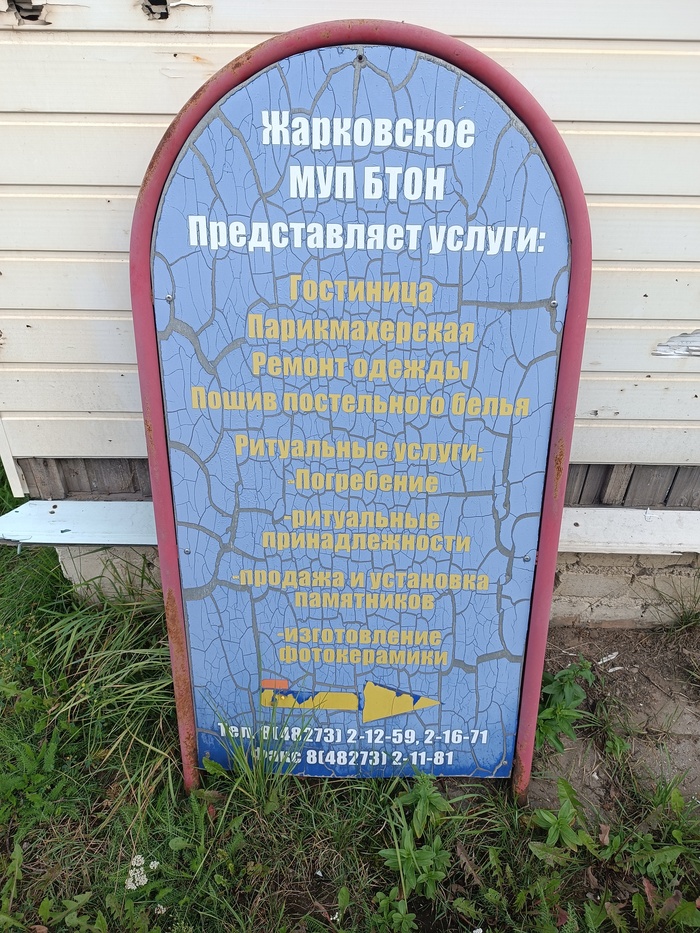 Жарковское
МУП БТОН
Представляет услуги:
Гостиница
Парикмахерская
Ремонт одежды
Пошив постельного белья
Ритуальные услуги:
-Погребение
-ритуальные
принадлежности
-продажа и установка
памятников
-изготовление
фотокерамики
Тел. 8(48273) 2-12-59, 2-16-71
Факс 8(48273) 2-11-81